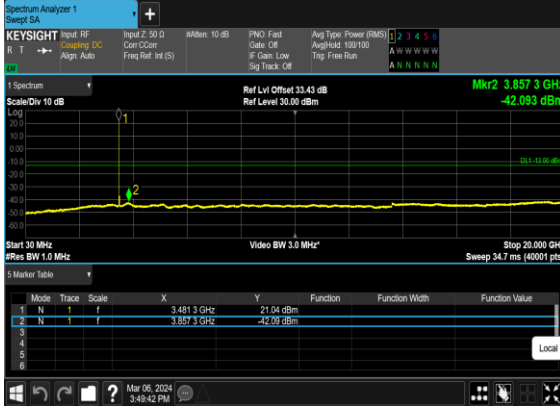 Spectrum Analyzer 1
Swept SA
+
KEYSIGHT Input: RF Input Z: 50 Ω #Atten: 10 dB PNO: Fast Avg Type: Power (RMS) 1 2 3 4 5 6
R T Coupling: DC Corr CCorr Gate: Off Avg|Hold: 100/100 A W W W W W
Align: Auto Freq Ref: Int (S) IF Gain: Low Trig: Free Run
LXI Sig Track: Off A N N N N N
1 Spectrum Ref Lvl Offset 33.43 dB Mkr2 3.857 3 GHz
Scale/Div 10 dB Ref Level 30.00 dBm -42.093 dBm
Log
20.0
10.0
0.00
-10.0
-20.0
-30.0
-40.0
-50.0
-60.0
1
2
DL1 -13.00 dBm
Start 30 MHz Video BW 3.0 MHz* Stop 20.000 GH
#Res BW 1.0 MHz Sweep 34.7 ms (40001 pts
5 Marker Table
Mode Trace Scale X Y Function Function Width Function Value
1 N 1 f 3.481 3 GHz 21.04 dBm
2 N 1 f 3.857 3 GHz -42.09 dBm
3
4
5
6
Local
? Mar 06, 2024
3:49:42 PM